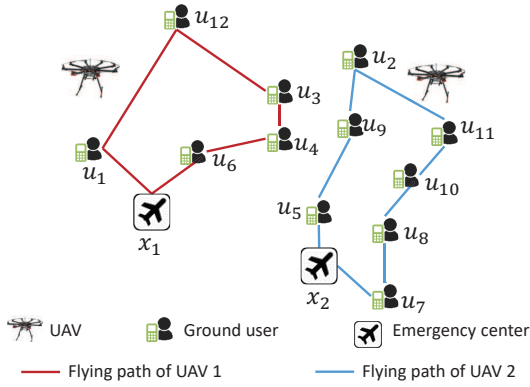 u₁₂
u₂
u₃
u₁₁
u₉
u₄
u₁
u₆
u₁₀
u₅
u₈
x₁
x₂
u₇
UAV
Ground user
Emergency center
Flying path of UAV 1
Flying path of UAV 2